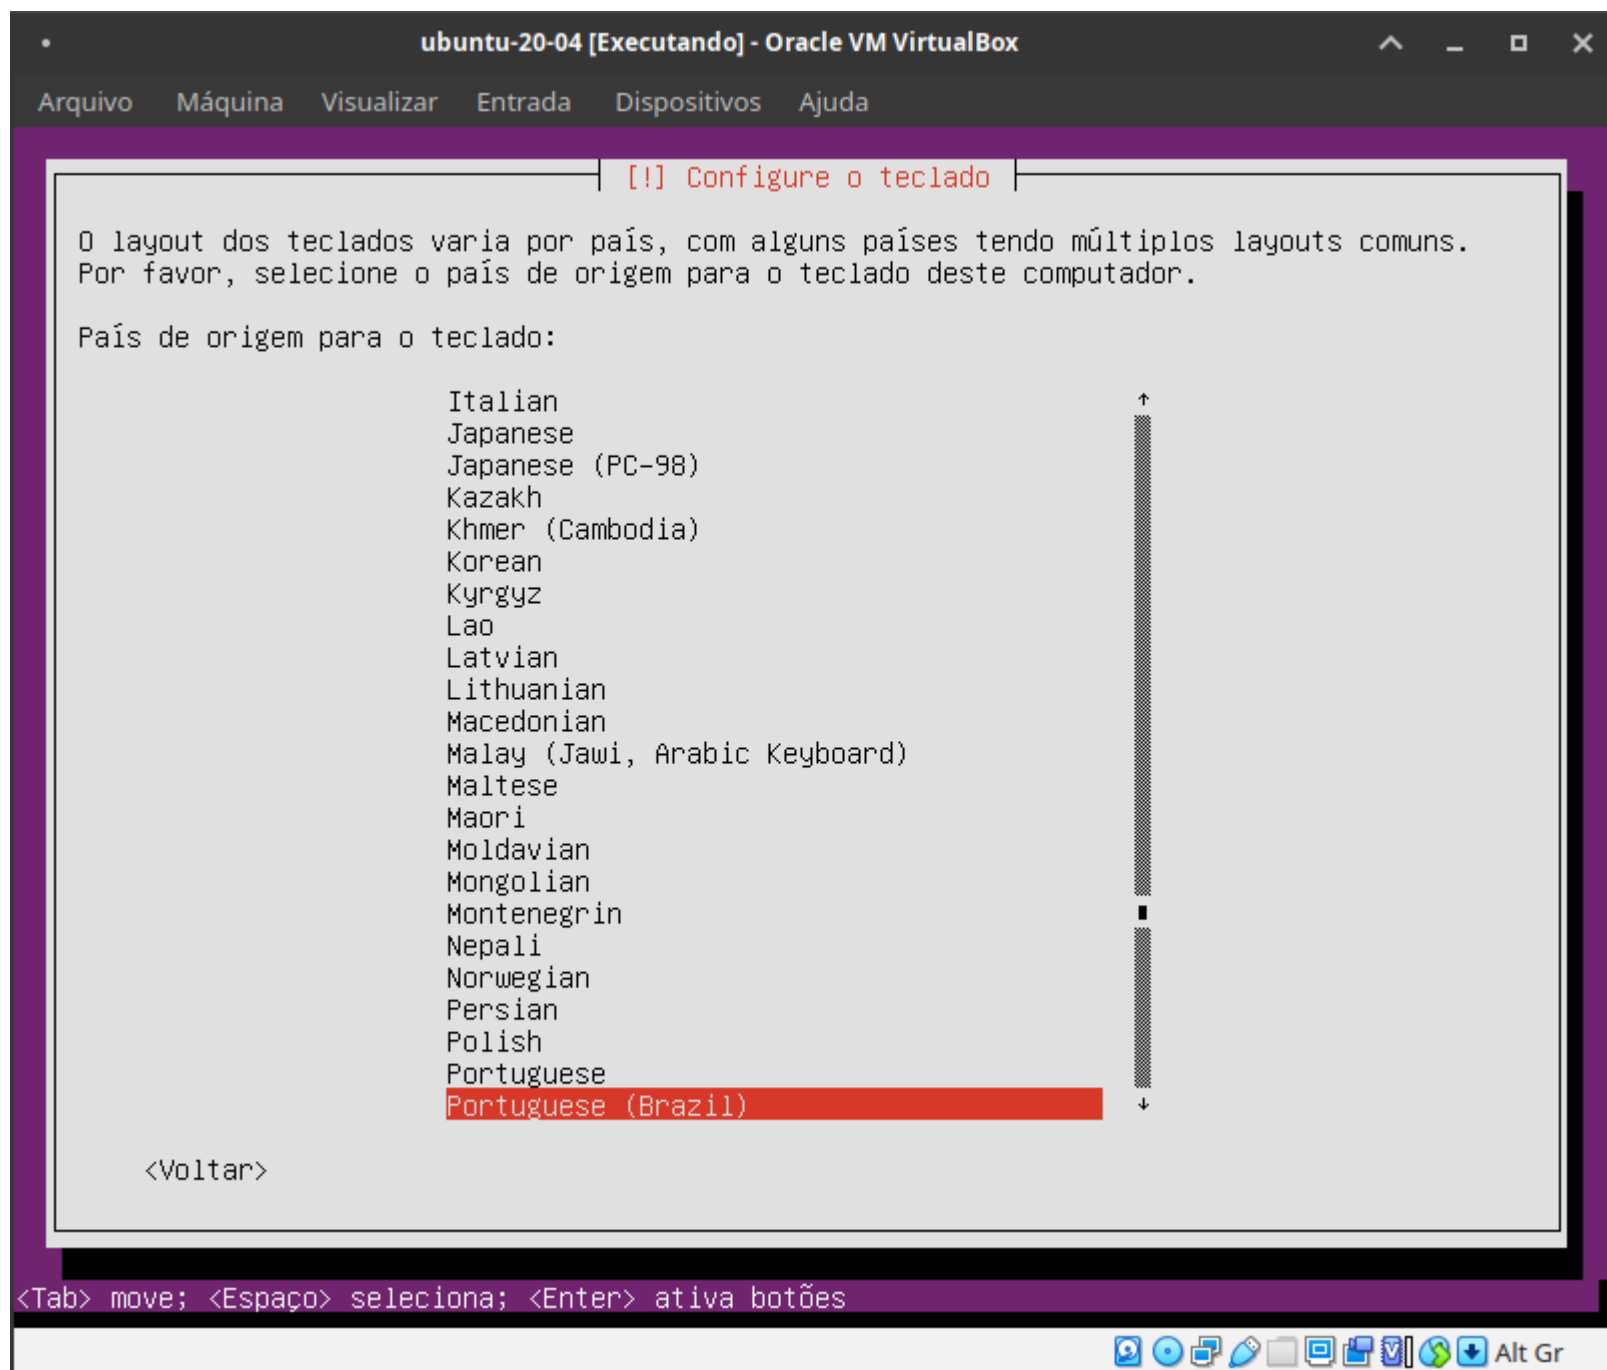 ubuntu-20-04 [Executando] - Oracle VM VirtualBox
Arquivo Máquina Visualizar Entrada Dispositivos Ajuda
[!] Configure o teclado
O layout dos teclados varia por país, com alguns países tendo múltiplos layouts comuns.
Por favor, selecione o país de origem para o teclado deste computador.
País de origem para o teclado:
Italian
Japanese
Japanese (PC-98)
Kazakh
Khmer (Cambodia)
Korean
Kyrgyz
Lao
Latvian
Lithuanian
Macedonian
Malay (Jawi, Arabic Keyboard)
Maltese
Maori
Moldavian
Mongolian
Montenegrin
Nepali
Norwegian
Persian
Polish
Portuguese
Portuguese (Brazil)
<Voltar>
<Tab> move; <Espaço> seleciona; <Enter> ativa botões
Alt Gr